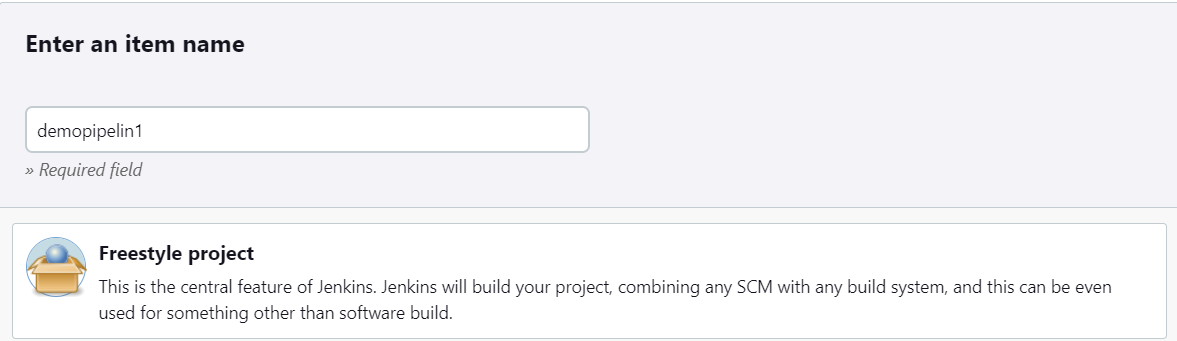 Enter an item name
demopipelin1
» Required field
Freestyle project
This is the central feature of Jenkins. Jenkins will build your project, combining any SCM with any build system, and this can be even
used for something other than software build.